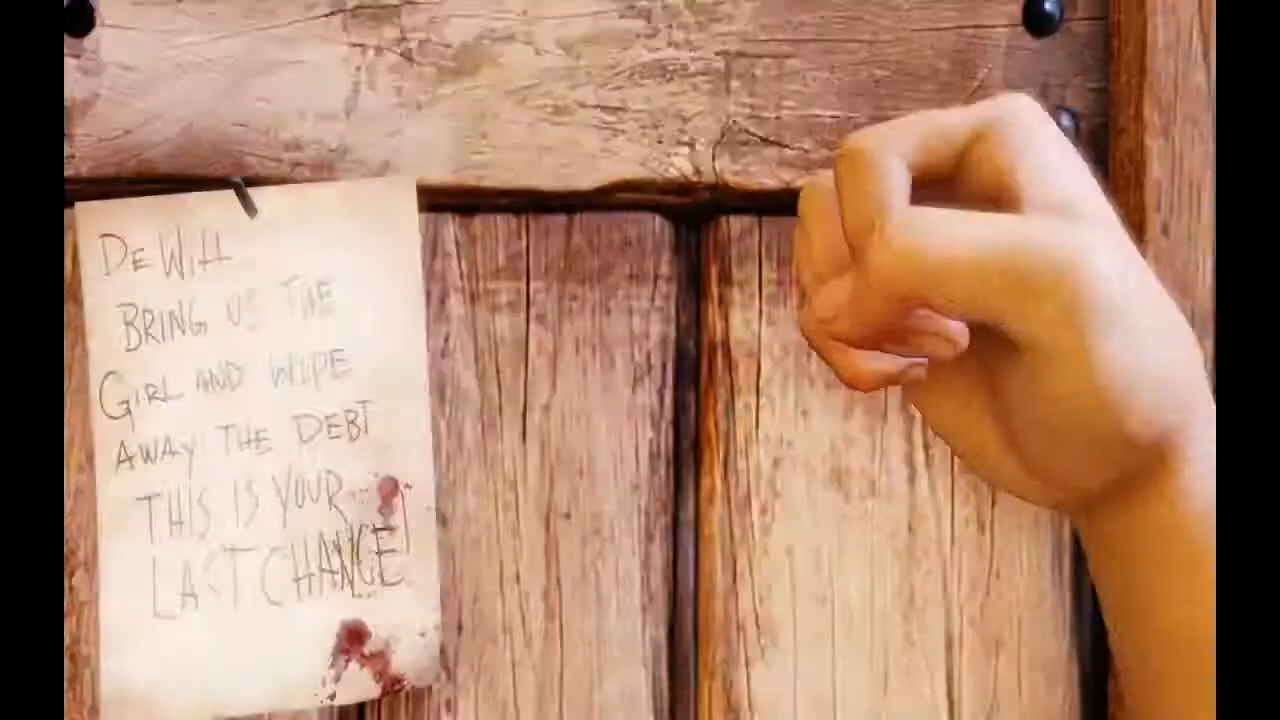 DEWITT
BRING US THE
GIRL AND WIPE
AWAY THE DEBT
THIS IS YOUR
LAST CHANCE!